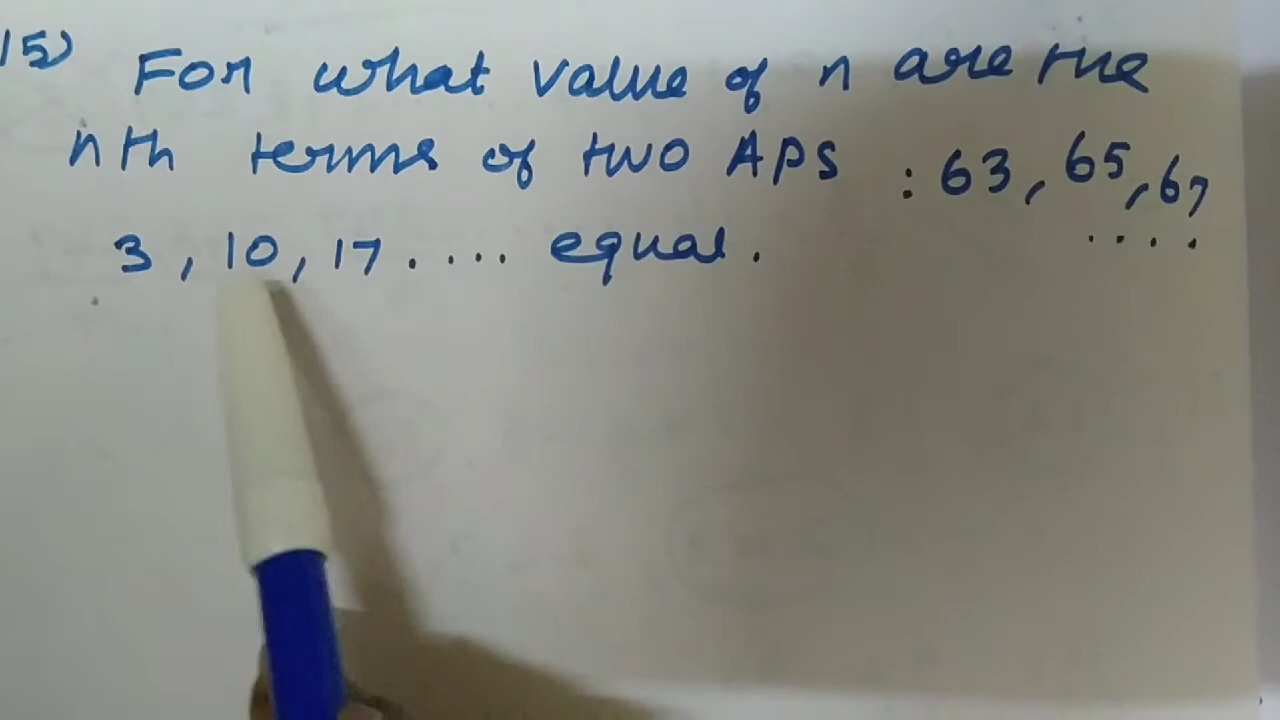 15) For what value of n are the
nth terms of two APS : 63, 65, 67
....
3, 10, 17 ..... equal.